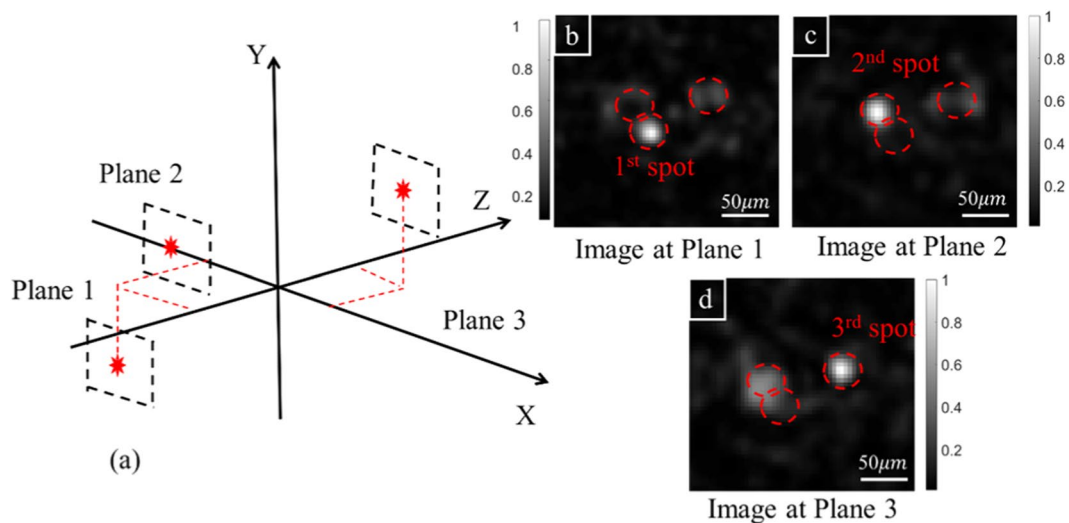 Y
Plane 2
Z
Plane 1
Plane 3
X
(a)
1
0.8
0.6
0.4
0.2
b
1st spot
50μm
Image at Plane 1
c
2nd spot
50μm
1
0.8
0.6
0.4
0.2
Image at Plane 2
d
3rd spot
50μm
1
0.8
0.6
0.4
0.2
Image at Plane 3